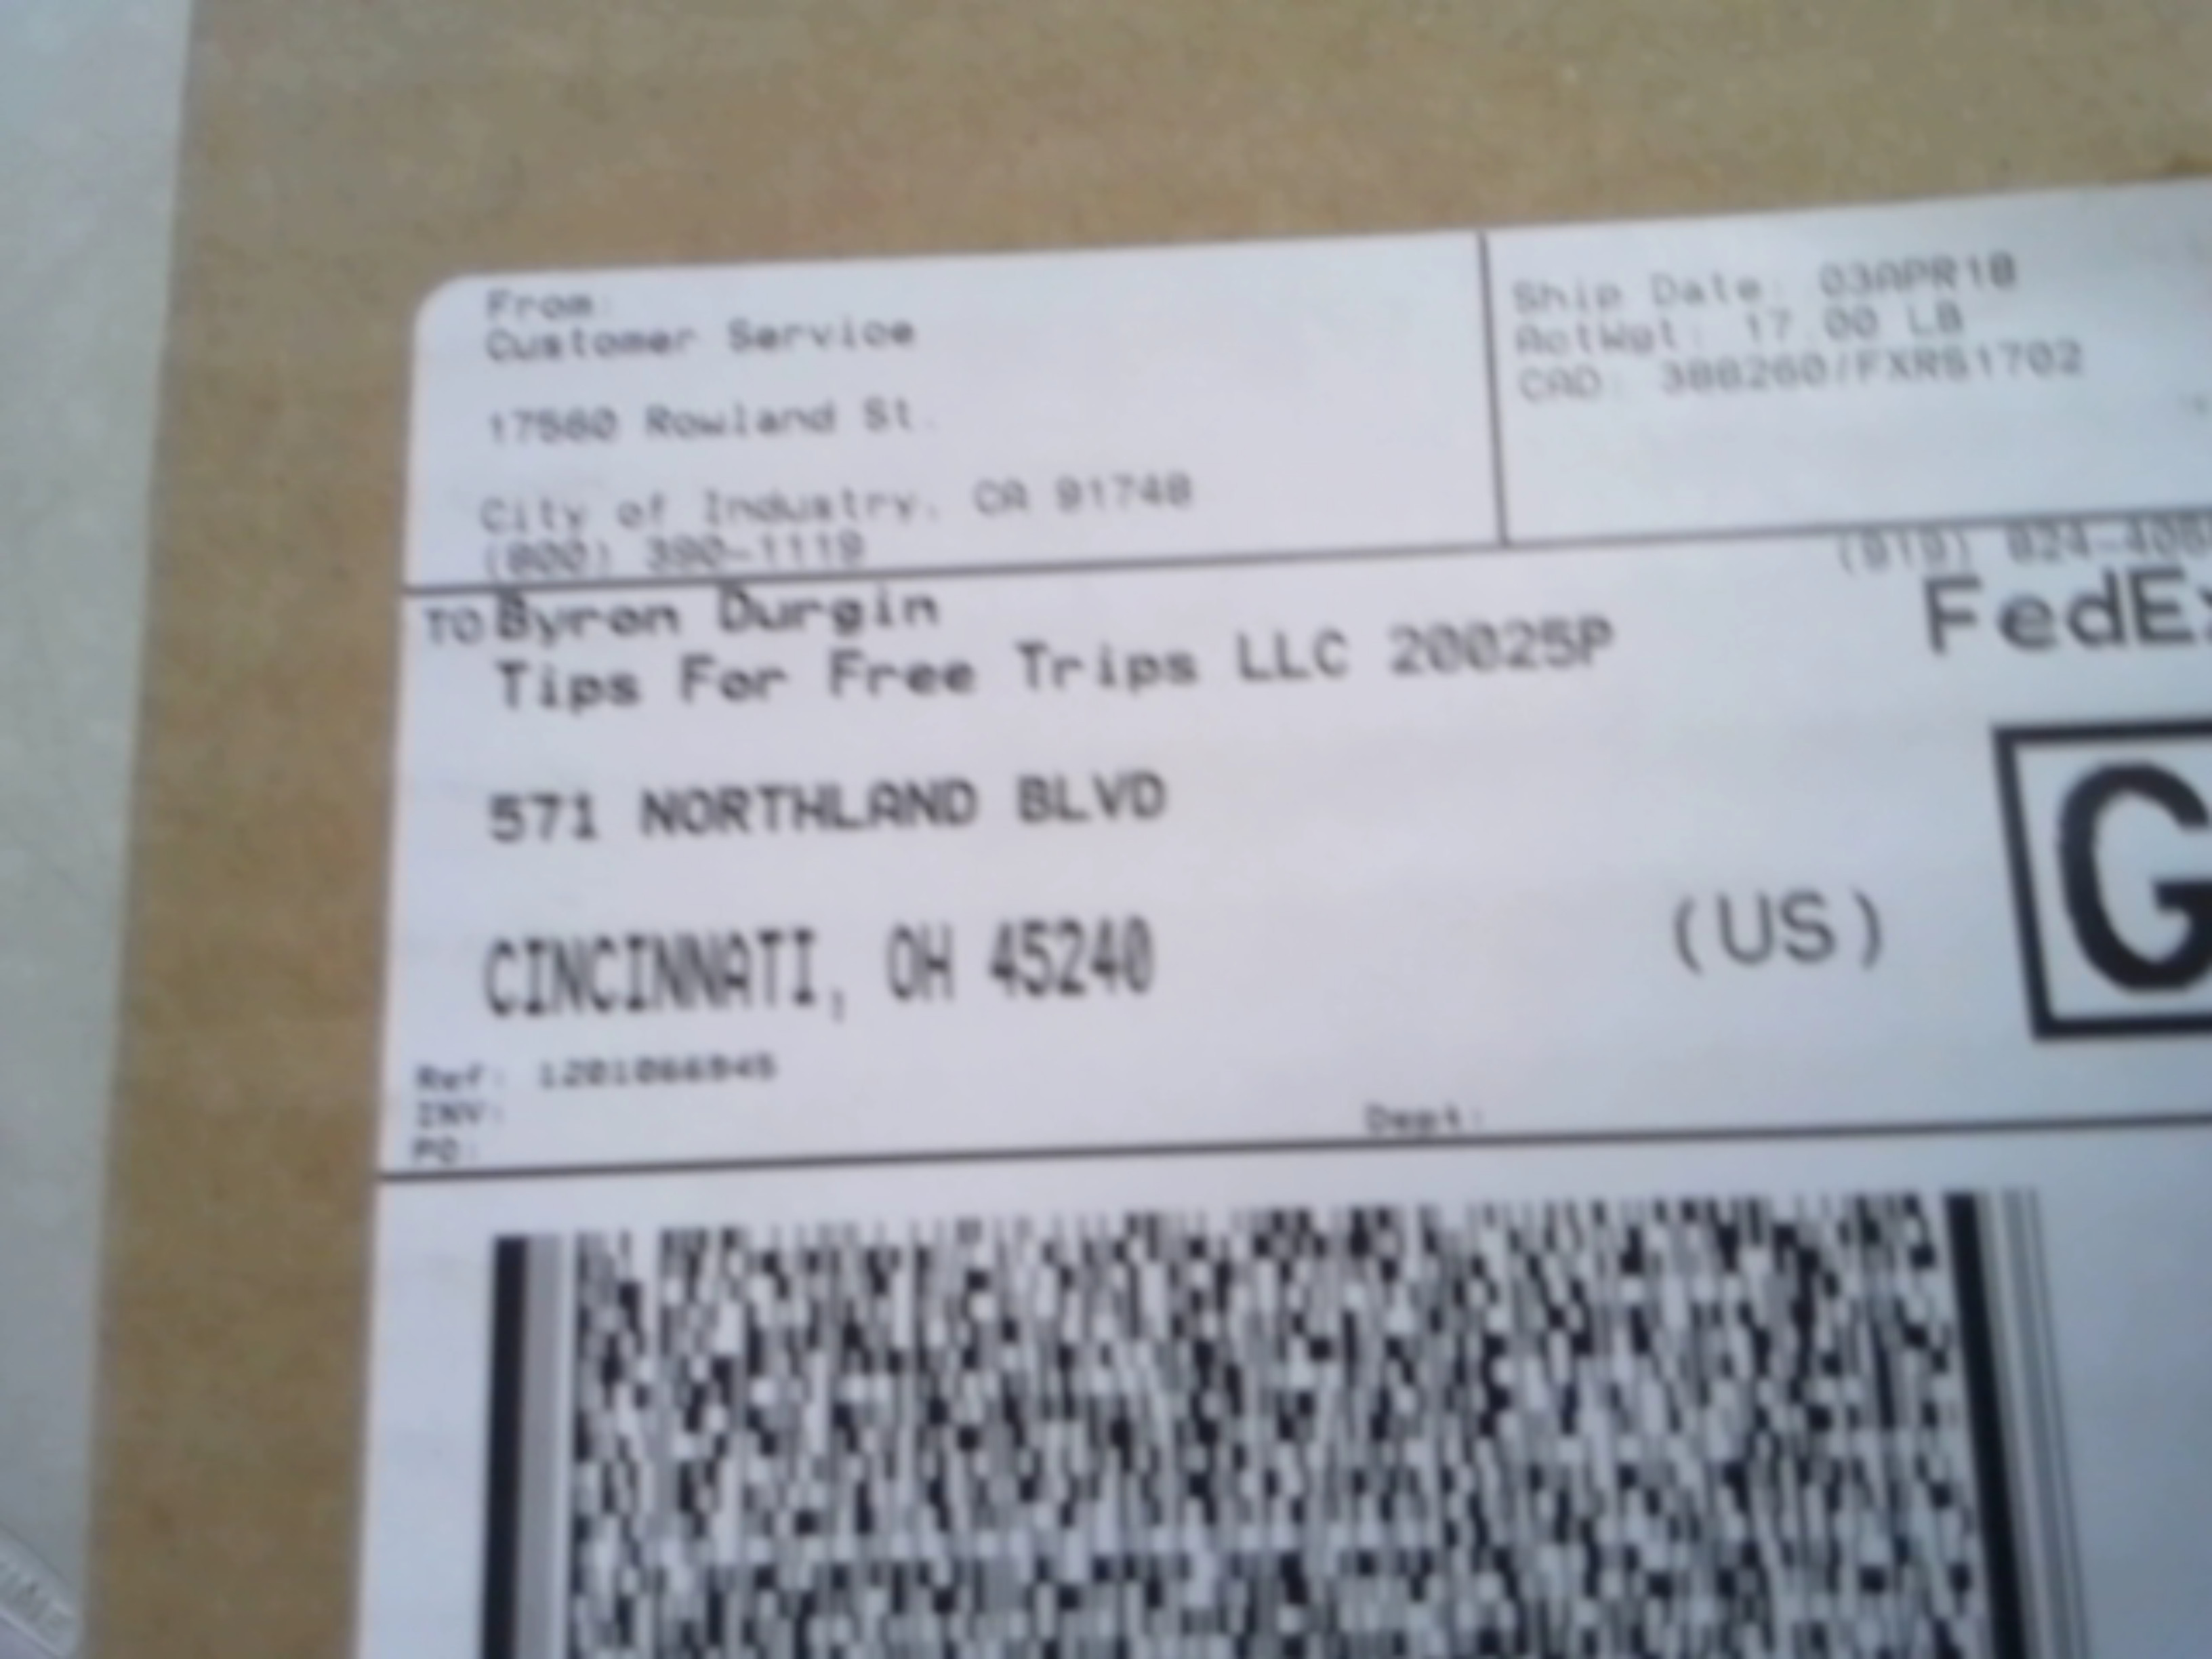 From:
Customer Service
17560 Rowland St.
City of Industry, CA 91748
(800) 390-1119
Ship Date: 03APR18
ActWgt: 17.00 LB
CAD:
TO Byron Durgin
Tips For Free Trips LLC 20025P
571 NORTHLAND BLVD
CINCINNATI, OH 45240
(US)
FedEx
G
Ref:
INV:
PO:
Dept: